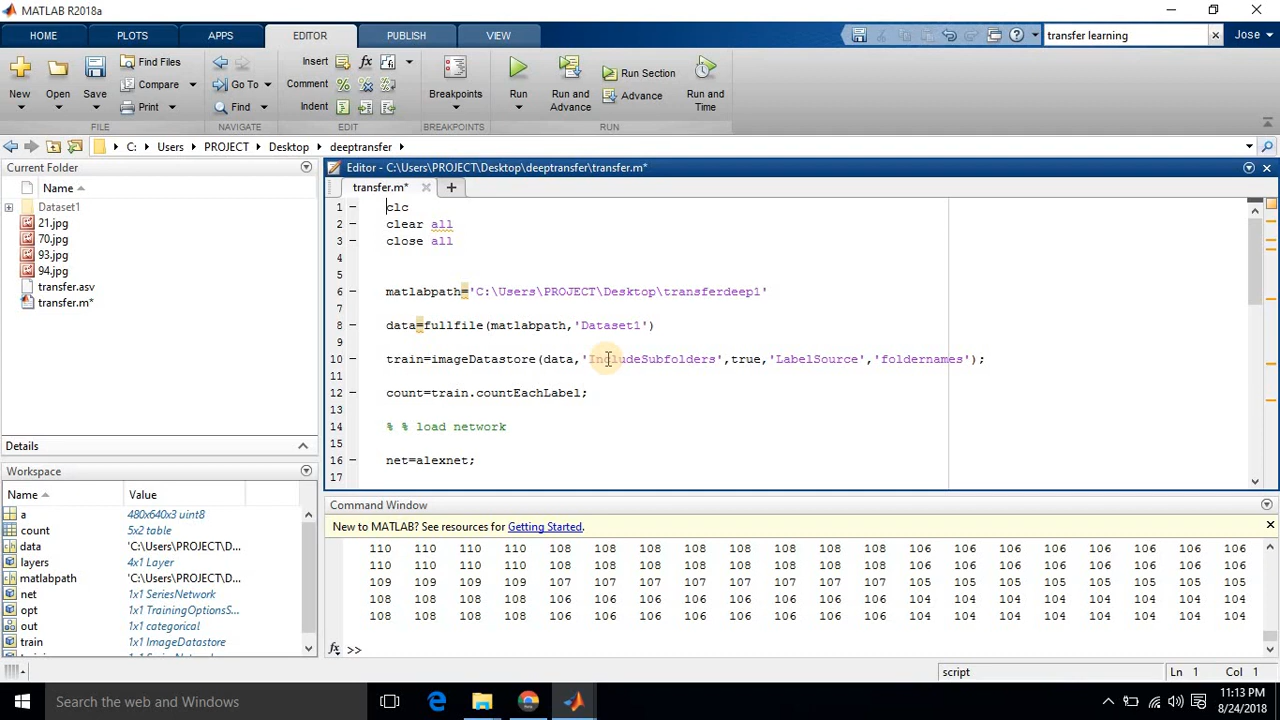 MATLAB R2018a
HOME PLOTS APPS EDITOR PUBLISH VIEW transfer learning Jose
New Open Save Find Files Compare Print
FILE
Go To Find
NAVIGATE
Insert Comment Indent
EDIT
Breakpoints
BREAKPOINTS
Run Run and Advance Run Section Advance Run and Time
RUN
C: Users PROJECT Desktop deeptransfer
Current Folder
Name
Dataset1
21.jpg
70.jpg
93.jpg
94.jpg
transfer.asv
transfer.m*
Details
Workspace
Name Value
a 480x640x3 uint8
count 5x2 table
data 'C:\Users\PROJECT\D...
layers 4x1 Layer
matlabpath 'C:\Users\PROJECT\D...
net 1x1 SeriesNetwork
opt 1x1 TrainingOptionsS...
out 1x1 categorical
train 1x1 ImageDatastore
Editor - C:\Users\PROJECT\Desktop\deeptransfer\transfer.m*
transfer.m*
1 clc
2 clear all
3 close all
4
5
6 matlabpath='C:\Users\PROJECT\Desktop\transferdeep1'
7
8 data=fullfile(matlabpath,'Dataset1')
9
10 train=imageDatastore(data,'IncludeSubfolders',true,'LabelSource','foldernames');
11
12 count=train.countEachLabel;
13
14 % % load network
15
16 net=alexnet;
17
Command Window
New to MATLAB? See resources for Getting Started.
110 110 110 110 108 108 108 108 108 108 108 108 108 106 106 106 106 106 106 106
110 110 110 110 108 108 108 108 108 108 108 108 108 106 106 106 106 106 106 106
109 109 109 109 107 107 107 107 107 107 107 107 105 105 105 105 105 105 105 105
108 108 108 108 106 106 106 106 106 106 106 106 104 104 104 104 104 104 104 104
108 108 108 108 106 106 106 106 106 106 106 106 104 104 104 104 104 104 104 104
fx >>
script Ln 1 Col 1
Search the web and Windows
11:13 PM
8/24/2018